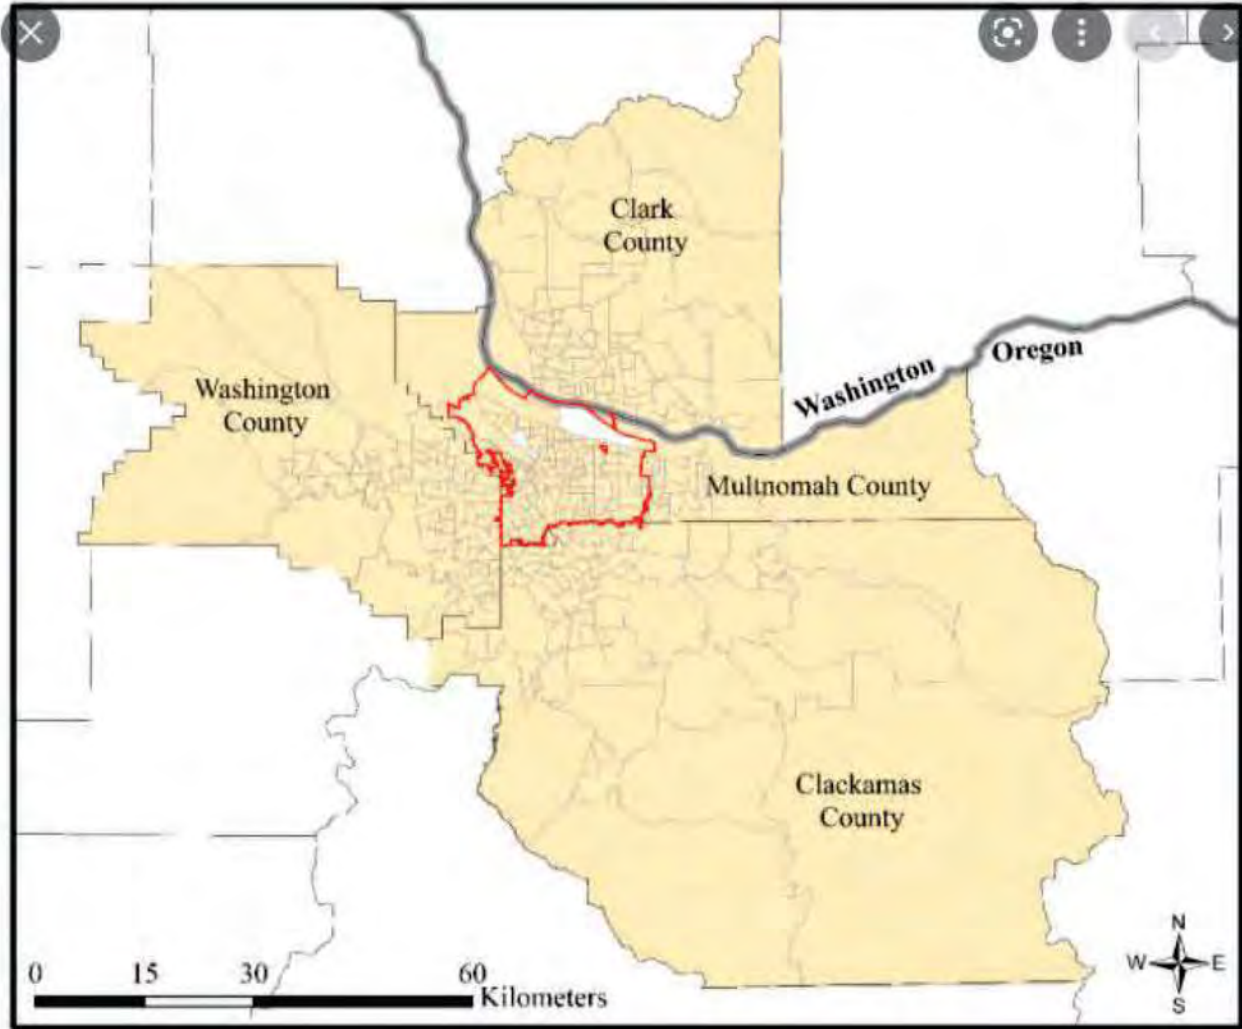 Clark
County
Washington
County
Washington
Oregon
Multnomah County
Clackamas
County
N
W
E
S
0 15 30 60
Kilometers